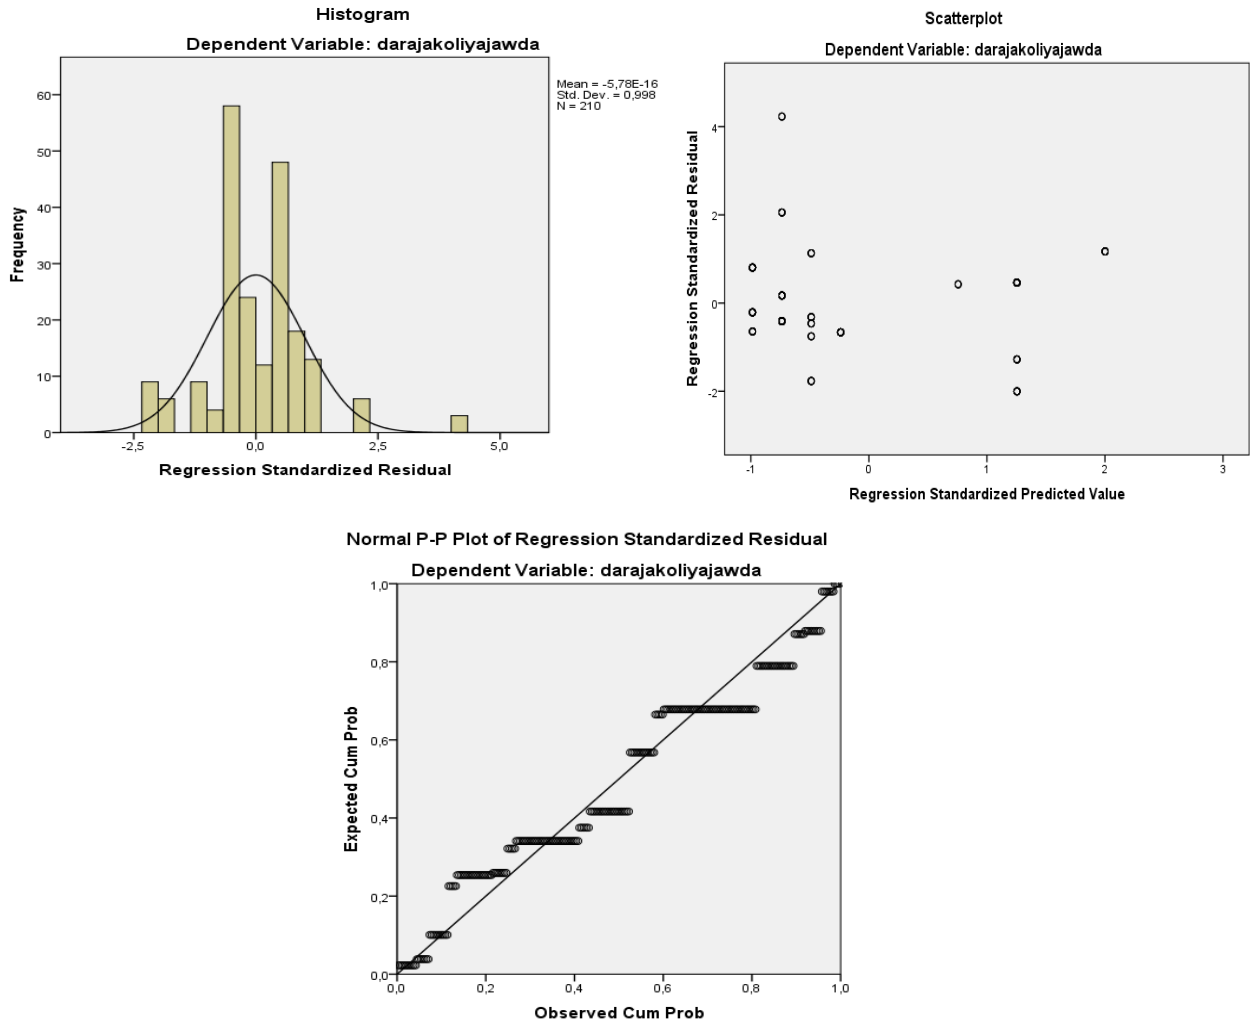 Histogram
Dependent Variable: darajakoliyajawda
Mean = -5,78E-16
Std. Dev. = 0,998
N = 210
Frequency
60
50
40
30
20
10
0
-2,5 0,0 2,5 5,0
Regression Standardized Residual
Scatterplot
Dependent Variable: darajakoliyajawda
Regression Standardized Residual
4
2
0
-2
-1 0 1 2 3
Regression Standardized Predicted Value
Normal P-P Plot of Regression Standardized Residual
Dependent Variable: darajakoliyajawda
Expected Cum Prob
1,0
0,8
0,6
0,4
0,2
0,0
0,0 0,2 0,4 0,6 0,8 1,0
Observed Cum Prob